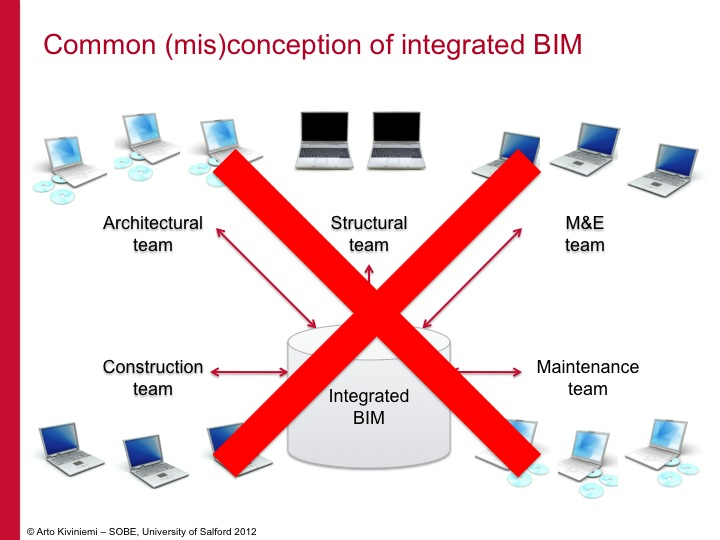 Common (mis)conception of integrated BIM
Architectural
team
Structural
team
M&E
team
Construction
team
Integrated
BIM
Maintenance
team
© Arto Kiviniemi – SOBE, University of Salford 2012